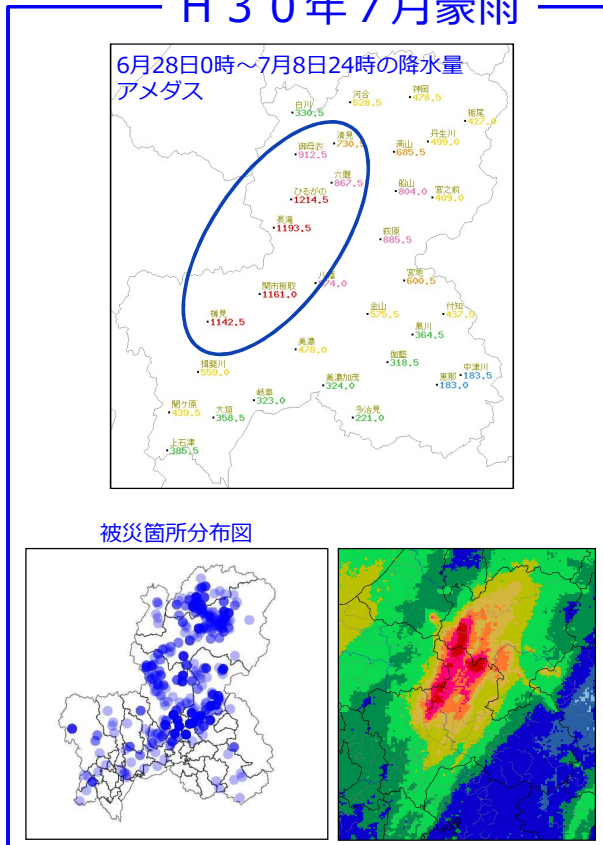 H30年7月豪雨
6月28日0時~7月8日24時の降水量
アメダス
神岡
478.5
河合
528.5
白川
330.5
栃尾
427.0
丹生川
499.0
清見
730.5
高山
685.5
御母衣
912.5
六厩
867.5
船山
804.0
宮之前
409.0
ひるがの
1214.5
長滝
1193.5
萩原
885.5
宮地
600.5
八幡
関市板取
1161.0
樽見
1142.5
金山
575.5
付知
437.5
黒川
364.5
美濃
478.0
伽藍
318.5
揖斐川
559.0
中津川
183.5
恵那
183.0
美濃加茂
324.0
岐阜
323.0
関ケ原
439.5
大垣
358.5
多治見
221.0
上石津
385.5
被災箇所分布図